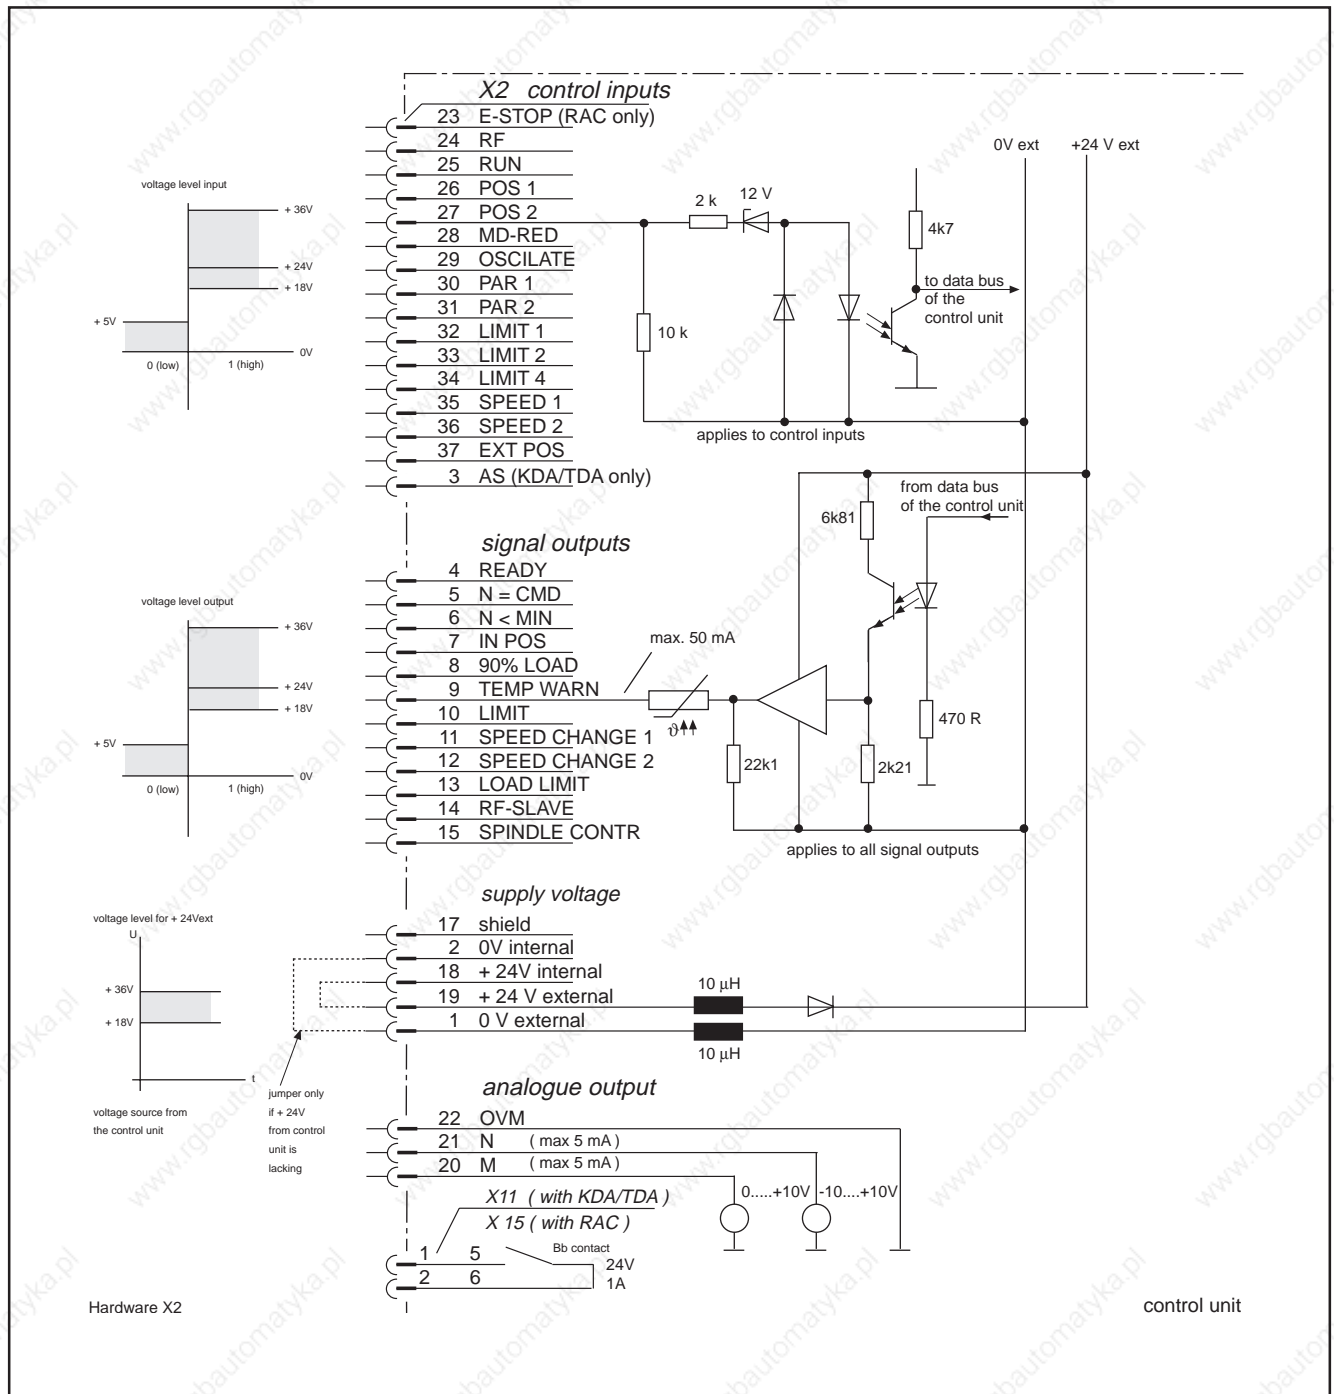 X2 control inputs
23 E-STOP (RAC only)
24 RF
25 RUN
26 POS 1
27 POS 2
28 MD-RED
29 OSCILATE
30 PAR 1
31 PAR 2
32 LIMIT 1
33 LIMIT 2
34 LIMIT 4
35 SPEED 1
36 SPEED 2
37 EXT POS
3 AS (KDA/TDA only)
voltage level input
+ 36V
+ 24V
+ 18V
+ 5V
0V
0 (low)
1 (high)
2 k
12 V
10 k
4k7
0V ext
+24 V ext
to data bus
of the
control unit
applies to control inputs
signal outputs
4 READY
5 N = CMD
6 N < MIN
7 IN POS
8 90% LOAD
9 TEMP WARN
10 LIMIT
11 SPEED CHANGE 1
12 SPEED CHANGE 2
13 LOAD LIMIT
14 RF-SLAVE
15 SPINDLE CONTR
voltage level output
+ 36V
+ 24V
+ 18V
+ 5V
0V
0 (low)
1 (high)
max. 50 mA
ϑ
22k1
6k81
2k21
470 R
from data bus
of the control unit
applies to all signal outputs
supply voltage
17 shield
2 0V internal
18 + 24V internal
19 + 24 V external
1 0 V external
10 µH
10 µH
voltage level for + 24Vext
U
+ 36V
+ 18V
t
voltage source from
the control unit
jumper only
if + 24V
from control
unit is
lacking
analogue output
22 OVM
21 N ( max 5 mA )
20 M ( max 5 mA )
0.....+10V
-10....+10V
X11 ( with KDA/TDA )
X 15 ( with RAC )
1 5
2 6
Bb contact
24V
1A
Hardware X2
control unit
www.rgbautomatyka.pl